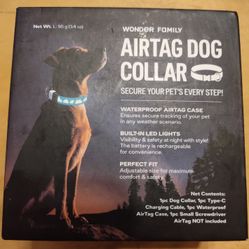 Net Wt. L: 95 g (3.4 oz)
WONDER FAMILY
AIRTAG DOG
COLLAR
SECURE YOUR PET'S EVERY STEP!
WATERPROOF AIRTAG CASE
Ensures secure tracking of your pet
in any weather scenario.
BUILT-IN LED LIGHTS
Visibility & safety at night with style!
The battery is rechargeable
for convenience.
PERFECT FIT
Adjustable size for maximum
comfort & safety.
Net Contents:
1pc Dog Collar, 1pc Type-C
Charging Cable, 1pc Waterproof
AirTag Case, 1pc Small Screwdriver
AirTag NOT Included